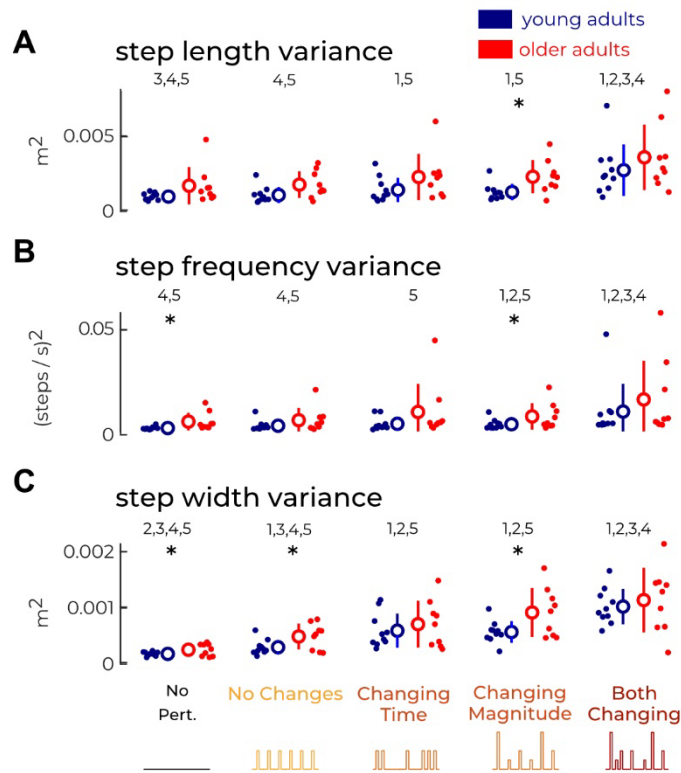 young adults
older adults
A
step length variance
3,4,5 4,5 1,5 1,5 1,2,3,4
*
0.005
m²
0
B
step frequency variance
4,5 4,5 5 1,2,5 1,2,3,4
* *
0.05
(steps / s)²
0
C
step width variance
2,3,4,5 1,3,4,5 1,2,5 1,2,5 1,2,3,4
* * *
0.002
0.001
m²
0
No Pert.
No Changes
Changing Time
Changing Magnitude
Both Changing